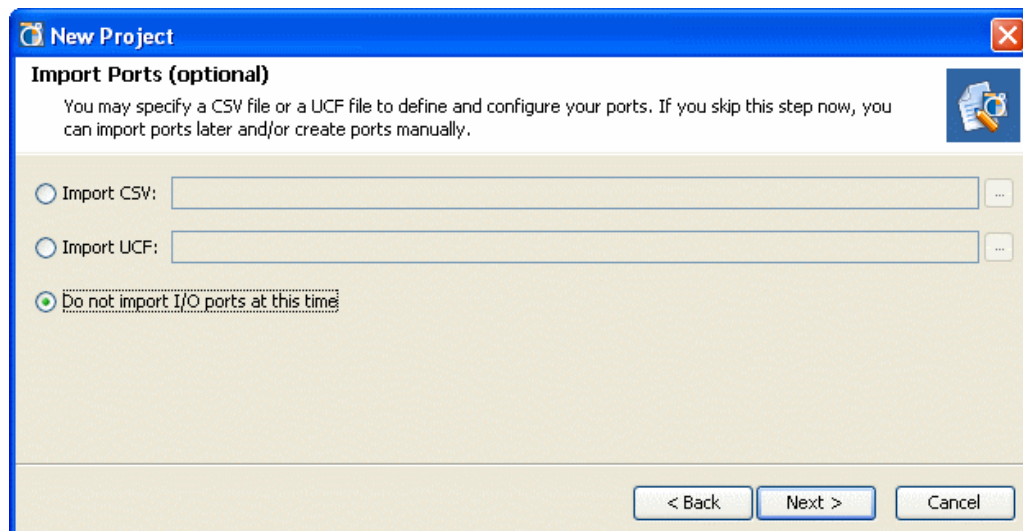 New Project
Import Ports (optional)
You may specify a CSV file or a UCF file to define and configure your ports. If you skip this step now, you
can import ports later and/or create ports manually.
Import CSV:
...
Import UCF:
...
Do not import I/O ports at this time
< Back
Next >
Cancel